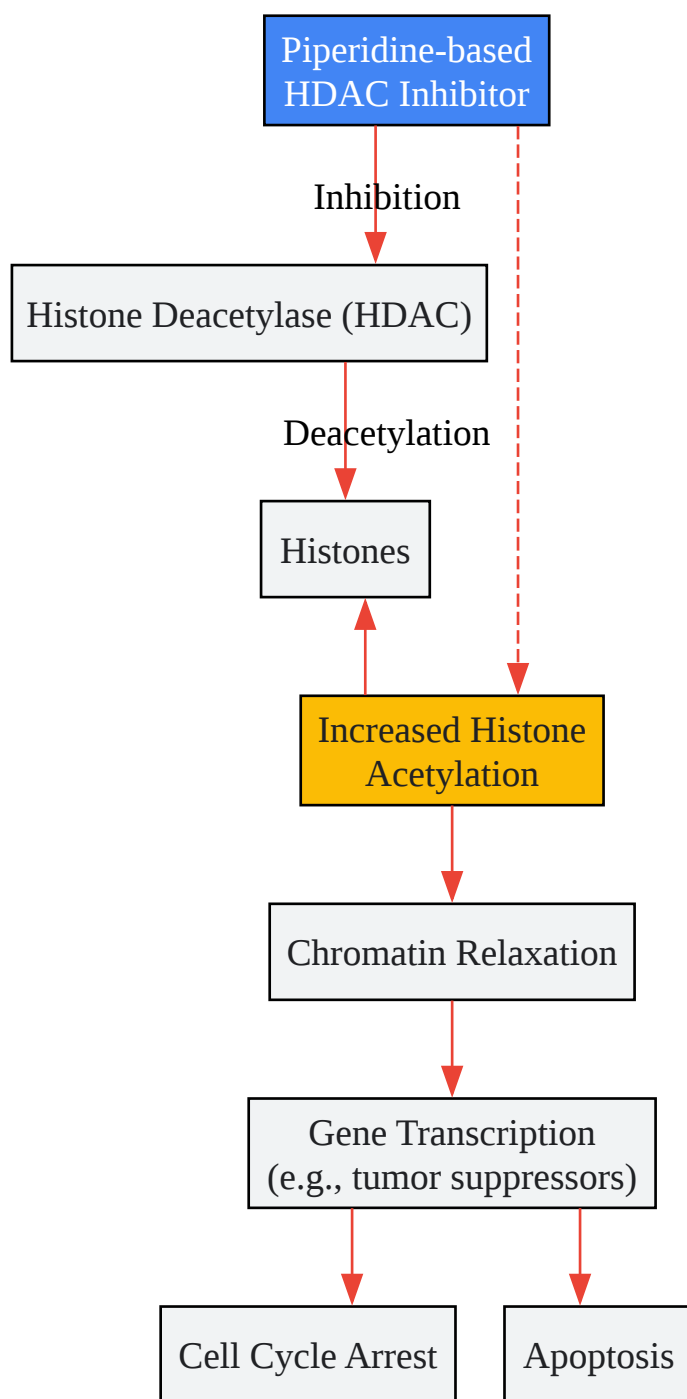 Piperidine-based
HDAC Inhibitor
Inhibition
Histone Deacetylase (HDAC)
Deacetylation
Histones
Increased Histone
Acetylation
Chromatin Relaxation
Gene Transcription
(e.g., tumor suppressors)
Cell Cycle Arrest
Apoptosis